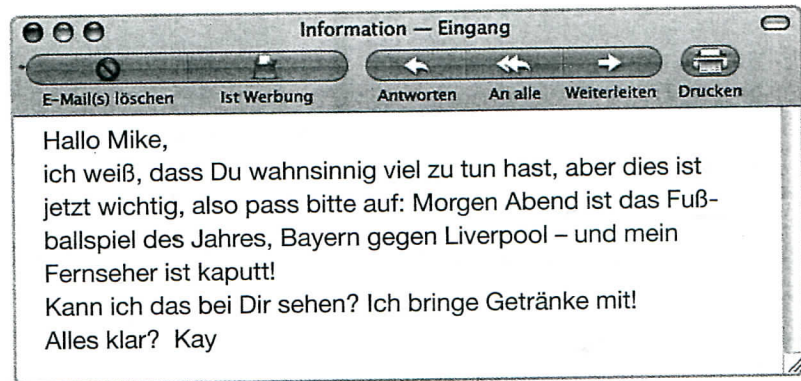 Information — Eingang
E-Mail(s) löschen Ist Werbung Antworten An alle Weiterleiten Drucken
Hallo Mike,
ich weiß, dass Du wahnsinnig viel zu tun hast, aber dies ist
jetzt wichtig, also pass bitte auf: Morgen Abend ist das Fuß-
ballspiel des Jahres, Bayern gegen Liverpool – und mein
Fernseher ist kaputt!
Kann ich das bei Dir sehen? Ich bringe Getränke mit!
Alles klar? Kay